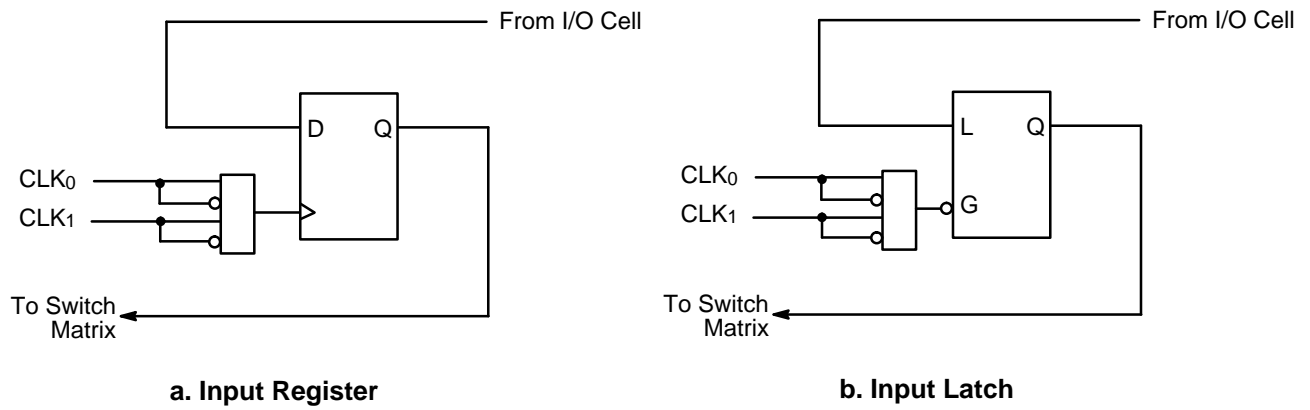 From I/O Cell
D Q
CLK0
CLK1
To Switch
Matrix
a. Input Register
From I/O Cell
L Q
CLK0
G
CLK1
To Switch
Matrix
b. Input Latch